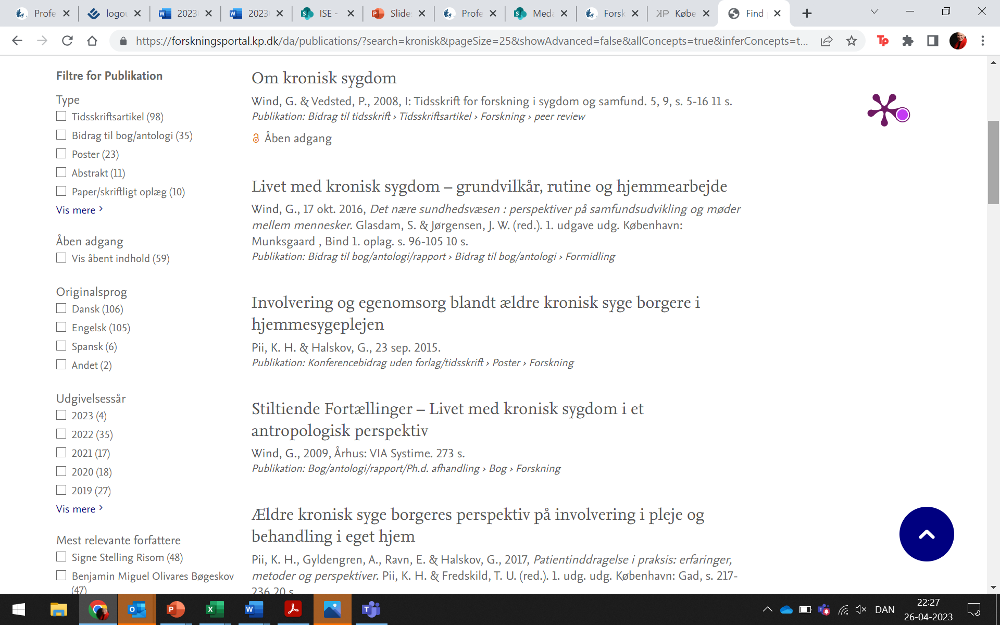 Profe
logou
2023
2023
ISE -
Slide
Profe
Meda
Forsk
KP Købe
Find
https://forskningsportal.kp.dk/da/publications/?search=kronisk&pageSize=25&showAdvanced=false&allConcepts=true&inferConcepts=t...
Filtre for Publikation
Type
Tidsskriftsartikel (98)
Bidrag til bog/antologi (35)
Poster (23)
Abstrakt (11)
Paper/skriftligt oplæg (10)
Vis mere ›
Åben adgang
Vis åbent indhold (59)
Originalsprog
Dansk (106)
Engelsk (105)
Spansk (6)
Andet (2)
Udgivelsessår
2023 (4)
2022 (35)
2021 (17)
2020 (18)
2019 (27)
Vis mere ›
Mest relevante forfattere
Signe Stelling Risom (48)
Benjamin Miguel Olivares Bøgeskov
(47)
Om kronisk sygdom
Wind, G. & Vedsted, P., 2008, I: Tidsskrift for forskning i sygdom og samfund. 5, 9, s. 5-16 11 s.
Publikation: Bidrag til tidsskrift › Tidsskriftsartikel › Forskning › peer review
Åben adgang
Livet med kronisk sygdom – grundvilkår, rutine og hjemmearbejde
Wind, G., 17 okt. 2016, Det nære sundhedsvæsen : perspektiver på samfundsudvikling og møder
mellem mennesker. Glasdam, S. & Jørgensen, J. W. (red.). 1. udgave udg. København:
Munksgaard , Bind 1. oplag. s. 96-105 10 s.
Publikation: Bidrag til bog/antologi/rapport › Bidrag til bog/antologi › Formidling
Involvering og egenomsorg blandt ældre kronisk syge borgere i
hjemmesygeplejen
Pii, K. H. & Halskov, G., 23 sep. 2015.
Publikation: Konferencebidrag uden forlag/tidsskrift › Poster › Forskning
Stiltiende Fortællinger – Livet med kronisk sygdom i et
antropologisk perspektiv
Wind, G., 2009, Århus: VIA Systime. 273 s.
Publikation: Bog/antologi/rapport/Ph.d. afhandling › Bog › Forskning
Ældre kronisk syge borgeres perspektiv på involvering i pleje og
behandling i eget hjem
Pii, K. H., Gyldengren, A., Ravn, E. & Halskov, G., 2017, Patientinddragelse i praksis: erfaringer,
metoder og perspektiver. Pii, K. H. & Fredskild, T. U. (red.). 1. udg. udg. København: Gad, s. 217-
236 20 s.
DAN
22:27
26-04-2023